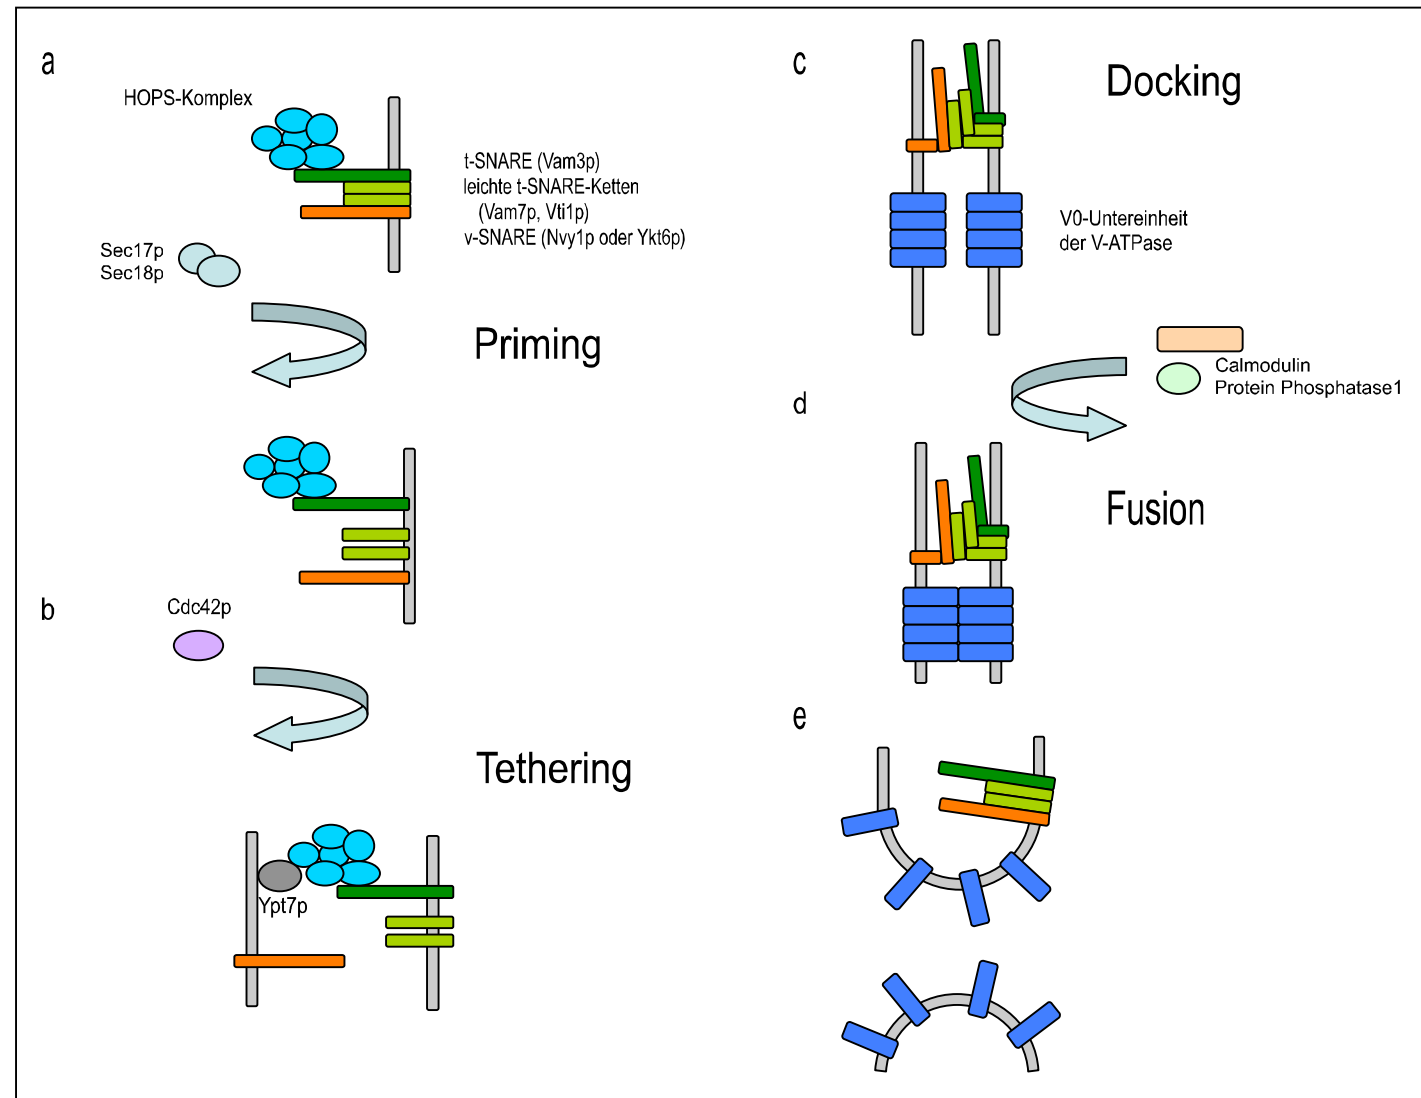 a
HOPS-Komplex
t-SNARE (Vam3p)
leichte t-SNARE-Ketten
(Vam7p, Vti1p)
v-SNARE (Nvy1p oder Ykt6p)
Sec17p
Sec18p
Priming
b
Cdc42p
Tethering
Ypt7p
c
Docking
V0-Untereinheit
der V-ATPase
Calmodulin
Protein Phosphatase1
d
Fusion
e